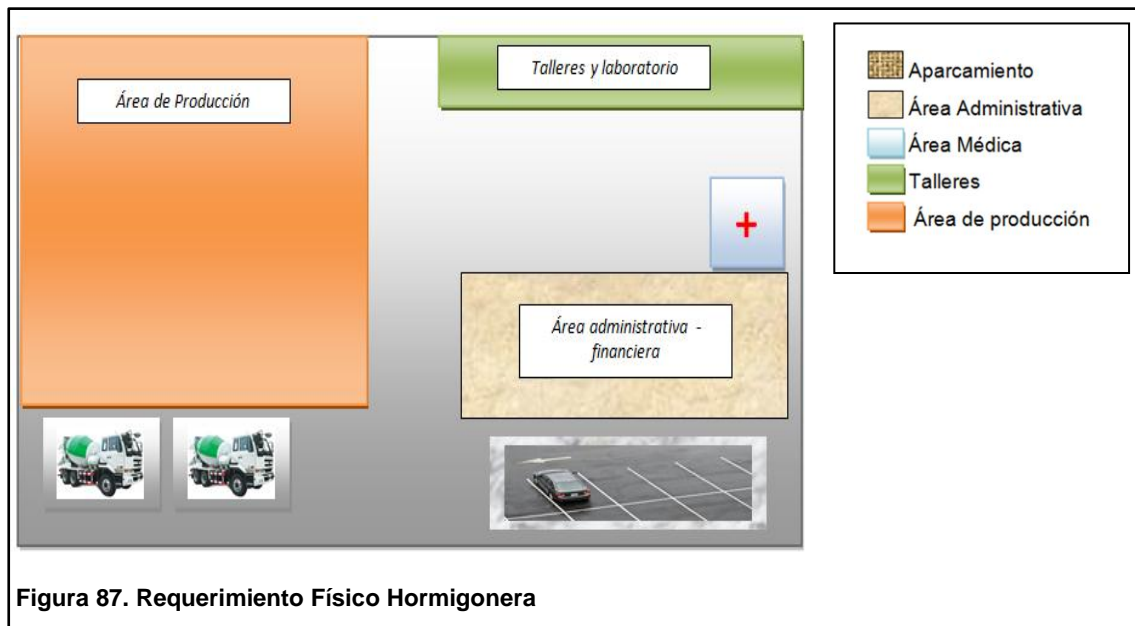 Área de Producción
Talleres y laboratorio
Área administrativa -
financiera
Aparcamiento
Área Administrativa
Área Médica
Talleres
Área de producción
Figura 87. Requerimiento Físico Hormigonera